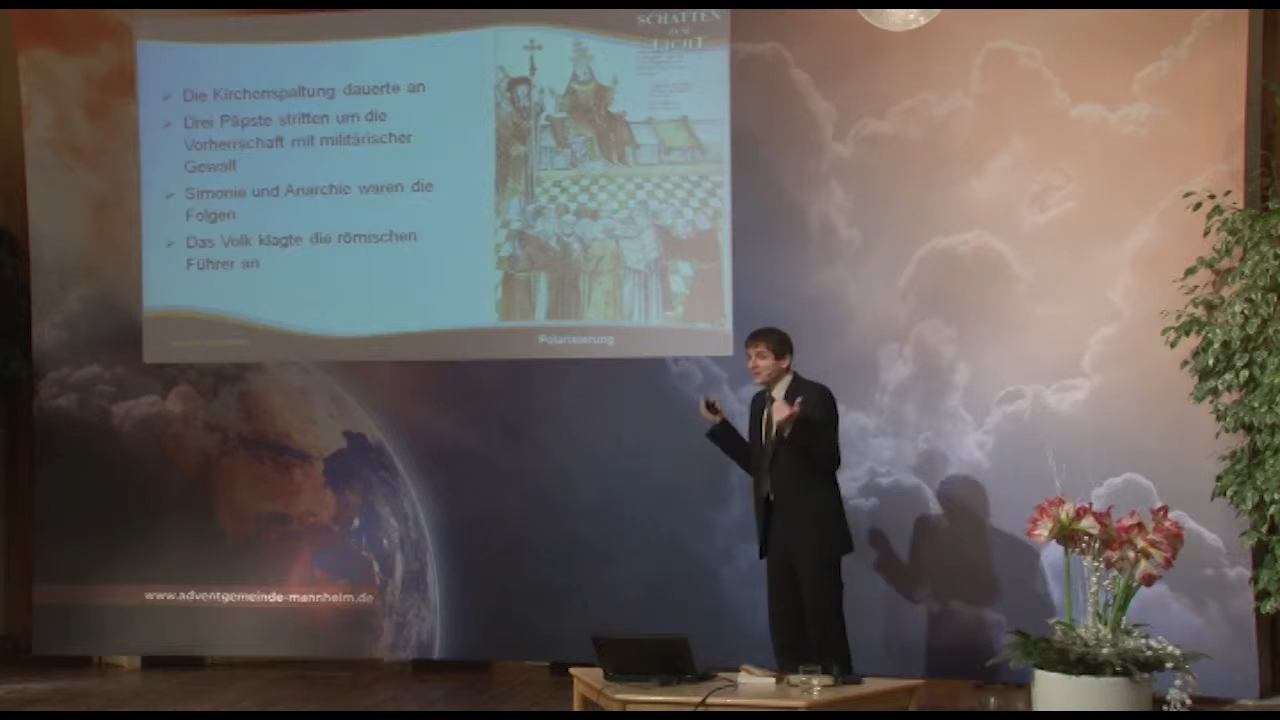 SCHATTEN
ZUM
LICHT
Die Kirchenspaltung dauerte an
Drei Päpste stritten um die
Vorherrschaft mit militärischer
Gewalt
Simonie und Anarchie waren die
Folgen
Das Volk klagte die römischen
Führer an
Polarisierung
www.adventgemeinde-mannheim.de